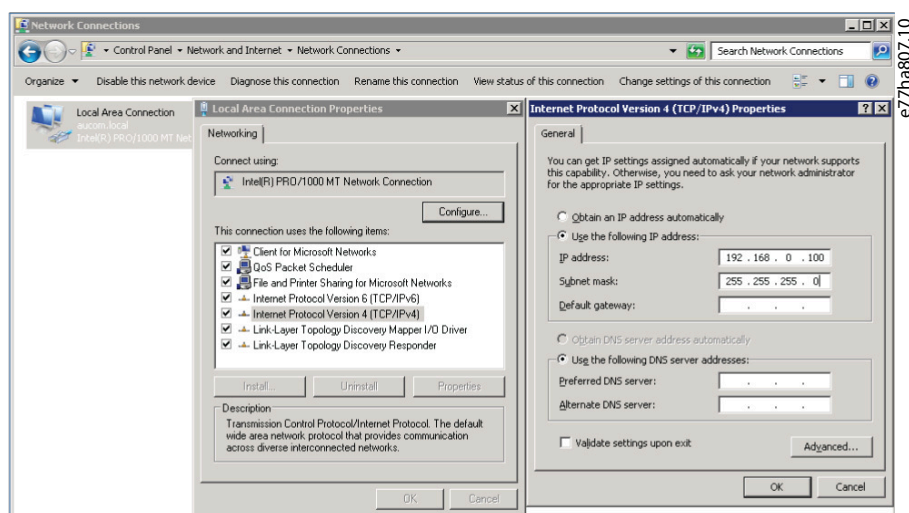 Network Connections
Control Panel Network and Internet Network Connections
Search Network Connections
Organize Disable this network device Diagnose this connection Rename this connection View status of this connection Change settings of this connection
Local Area Connection
aucom.local
Intel(R) PRO/1000 MT Net
Local Area Connection Properties
Networking
Connect using:
Intel(R) PRO/1000 MT Network Connection
Configure...
This connection uses the following items:
Client for Microsoft Networks
QoS Packet Scheduler
File and Printer Sharing for Microsoft Networks
Internet Protocol Version 6 (TCP/IPv6)
Internet Protocol Version 4 (TCP/IPv4)
Link-Layer Topology Discovery Mapper I/O Driver
Link-Layer Topology Discovery Responder
Install... Uninstall Properties
Description
Transmission Control Protocol/Internet Protocol. The default
wide area network protocol that provides communication
across diverse interconnected networks.
OK Cancel
Internet Protocol Version 4 (TCP/IPv4) Properties
General
You can get IP settings assigned automatically if your network supports
this capability. Otherwise, you need to ask your network administrator
for the appropriate IP settings.
Obtain an IP address automatically
Use the following IP address:
IP address: 192 . 168 . 0 . 100
Subnet mask: 255 . 255 . 255 . 0
Default gateway: . . .
Obtain DNS server address automatically
Use the following DNS server addresses:
Preferred DNS server: . . .
Alternate DNS server: . . .
Validate settings upon exit
Advanced...
OK Cancel
e77ha807.10